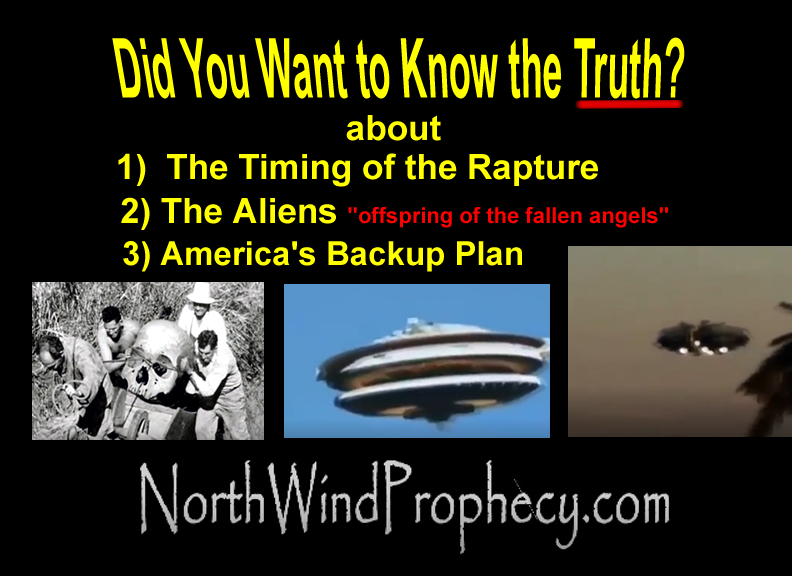 Did You Want to Know the Truth?
about
1) The Timing of the Rapture
2) The Aliens "offspring of the fallen angels"
3) America's Backup Plan
NorthWindProphecy.com